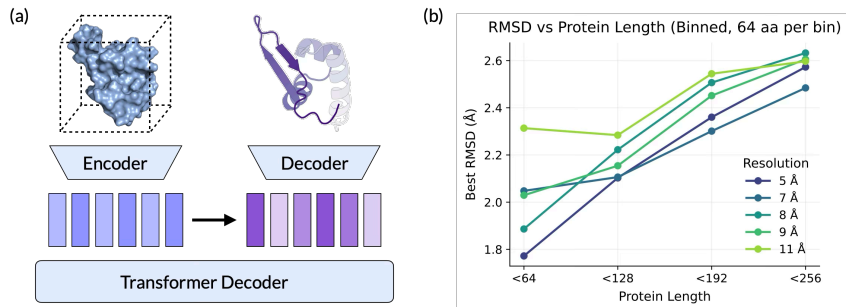 (a)
Encoder
Decoder
Transformer Decoder
(b)
RMSD vs Protein Length (Binned, 64 aa per bin)
Best RMSD (Å)
2.6
2.4
2.2
2.0
1.8
Resolution
5 Å
7 Å
8 Å
9 Å
11 Å
<64
<128
<192
<256
Protein Length